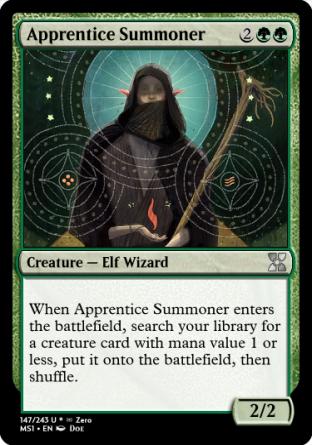 Apprentice Summoner 2
Creature — Elf Wizard
When Apprentice Summoner enters
the battlefield, search your library for
a creature card with mana value 1 or
less, put it onto the battlefield, then
shuffle.
2/2
147/243 U * Zero
MS1 • EN DOE